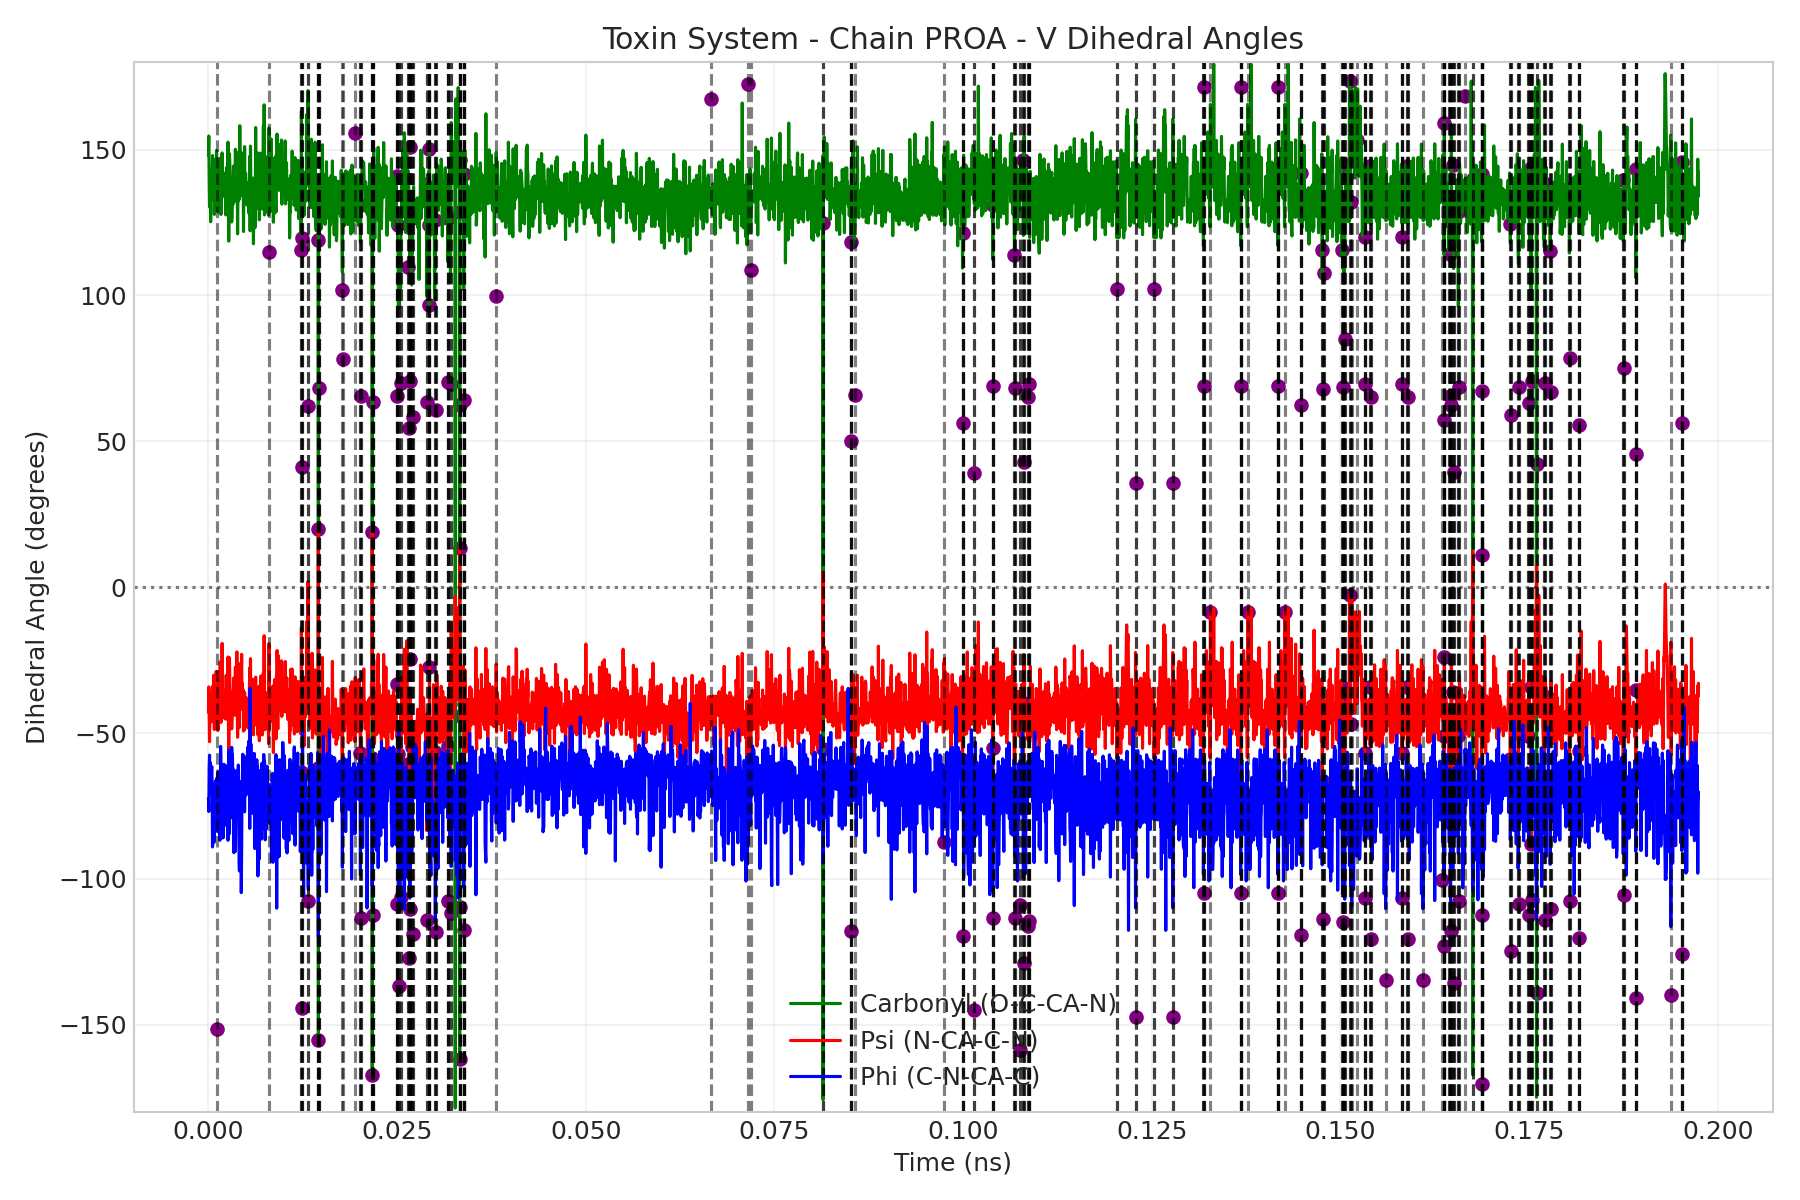 Toxin System - Chain PROA - V Dihedral Angles
Dihedral Angle (degrees)
150
100
50
0
−50
−100
−150
Carbonyl (O-C-CA-N)
Psi (N-CA-C-N)
Phi (C-N-CA-C)
0.000 0.025 0.050 0.075 0.100 0.125 0.150 0.175 0.200
Time (ns)